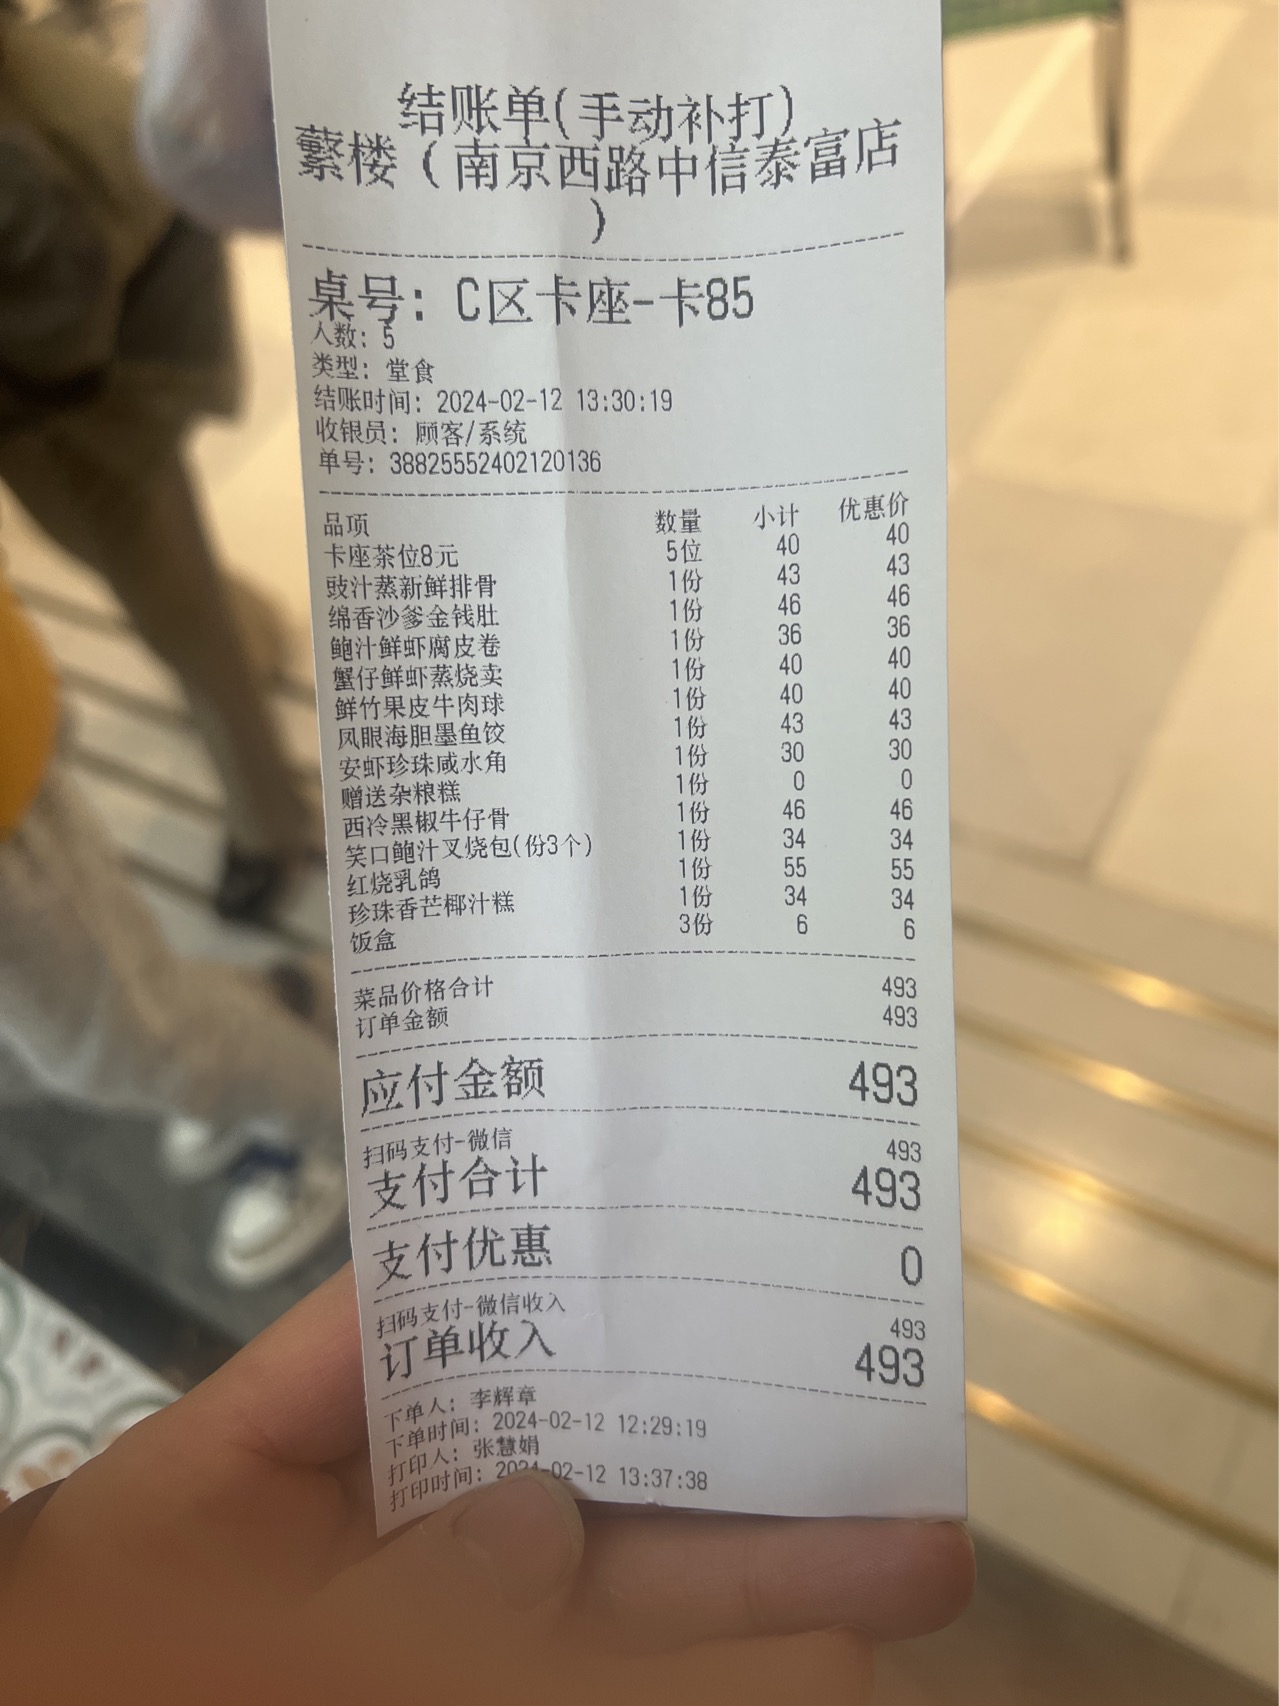 结账单(手动补打)
蘩楼（南京西路中信泰富店
）
桌号：C区卡座-卡85
人数：5
类型：堂食
结账时间：2024-02-12 13:30:19
收银员：顾客/系统
单号：38825552402120136
品项 数量 小计 优惠价
卡座茶位8元 5位 40 40
豉汁蒸新鲜排骨 1份 43 43
绵香沙爹金钱肚 1份 46 46
鲍汁鲜虾腐皮卷 1份 36 36
蟹仔鲜虾蒸烧卖 1份 40 40
鲜竹果皮牛肉球 1份 40 40
凤眼海胆墨鱼饺 1份 43 43
安虾珍珠咸水角 1份 30 30
赠送杂粮糕 1份 0 0
西冷黑椒牛仔骨 1份 46 46
笑口鲍汁叉烧包(份3个) 1份 34 34
红烧乳鸽 1份 55 55
珍珠香芒椰汁糕 1份 34 34
饭盒 3份 6 6
菜品价格合计 493
订单金额 493
应付金额 493
扫码支付-微信 493
支付合计 493
支付优惠 0
扫码支付-微信收入 493
订单收入 493
下单人：李辉章
下单时间：2024-02-12 12:29:19
打印人：张慧娟
打印时间：2024-02-12 13:37:38